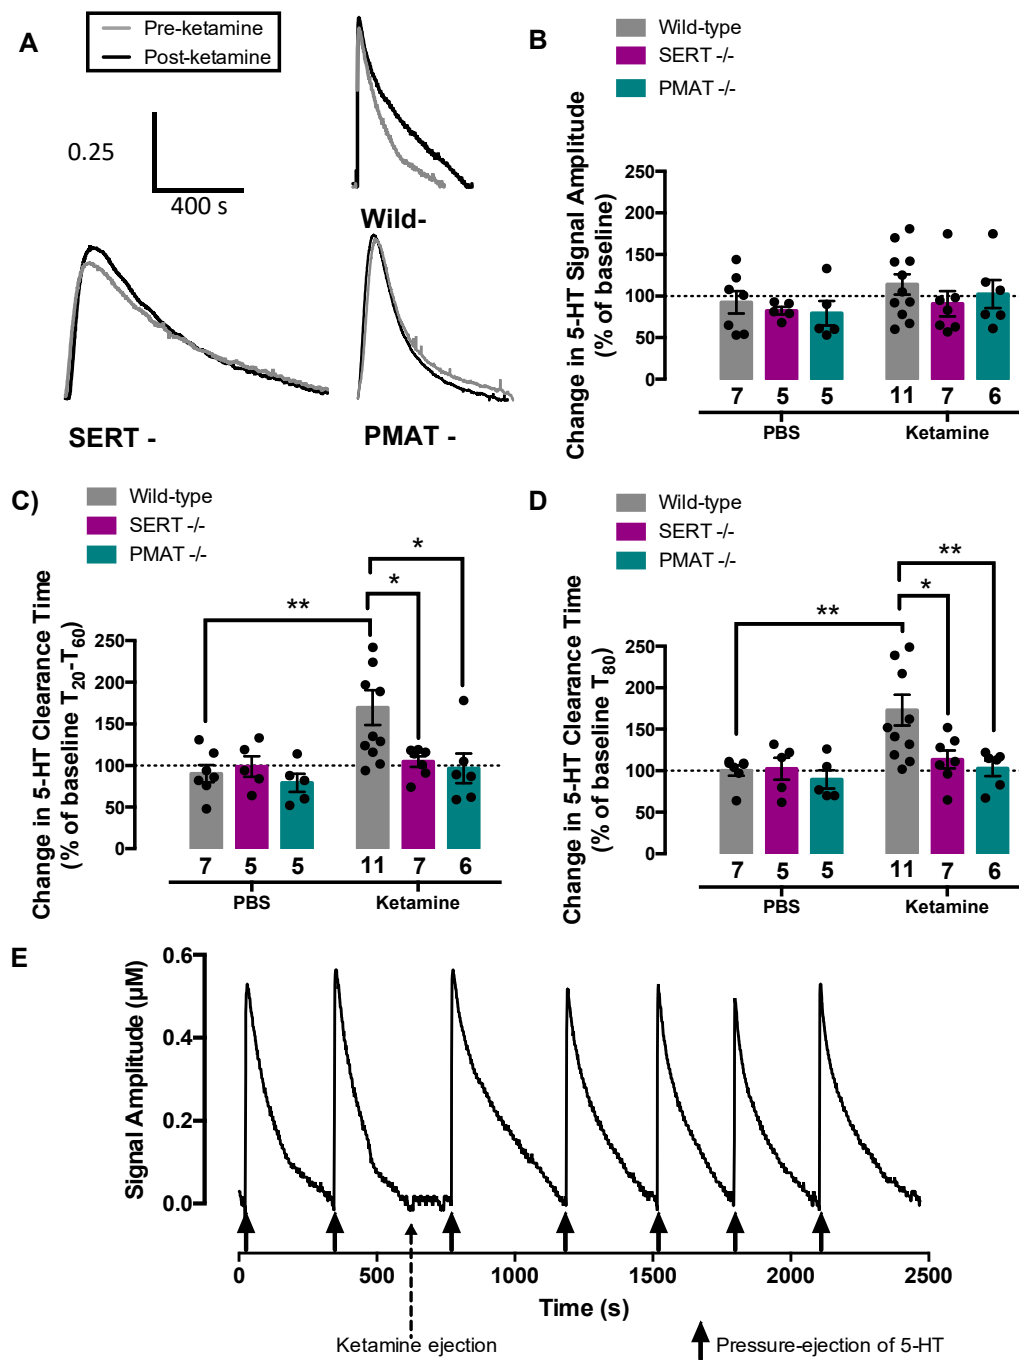 A
Pre-ketamine
Post-ketamine
0.25
400 s
Wild-
SERT -
PMAT -
B
Wild-type
SERT -/-
PMAT -/-
Change in 5-HT Signal Amplitude
(% of baseline)
250
200
150
100
50
0
7 5 5 11 7 6
PBS Ketamine
C)
Wild-type
SERT -/-
PMAT -/-
* 
*
**
Change in 5-HT Clearance Time
(% of baseline T20-T60)
250
200
150
100
50
0
7 5 5 11 7 6
PBS Ketamine
D
Wild-type
SERT -/-
PMAT -/-
**
*
**
Change in 5-HT Clearance Time
(% of baseline T80)
250
200
150
100
50
0
7 5 5 11 7 6
PBS Ketamine
E
Signal Amplitude (µM)
0.6
0.4
0.2
0.0
0 500 1000 1500 2000 2500
Time (s)
Ketamine ejection
Pressure-ejection of 5-HT